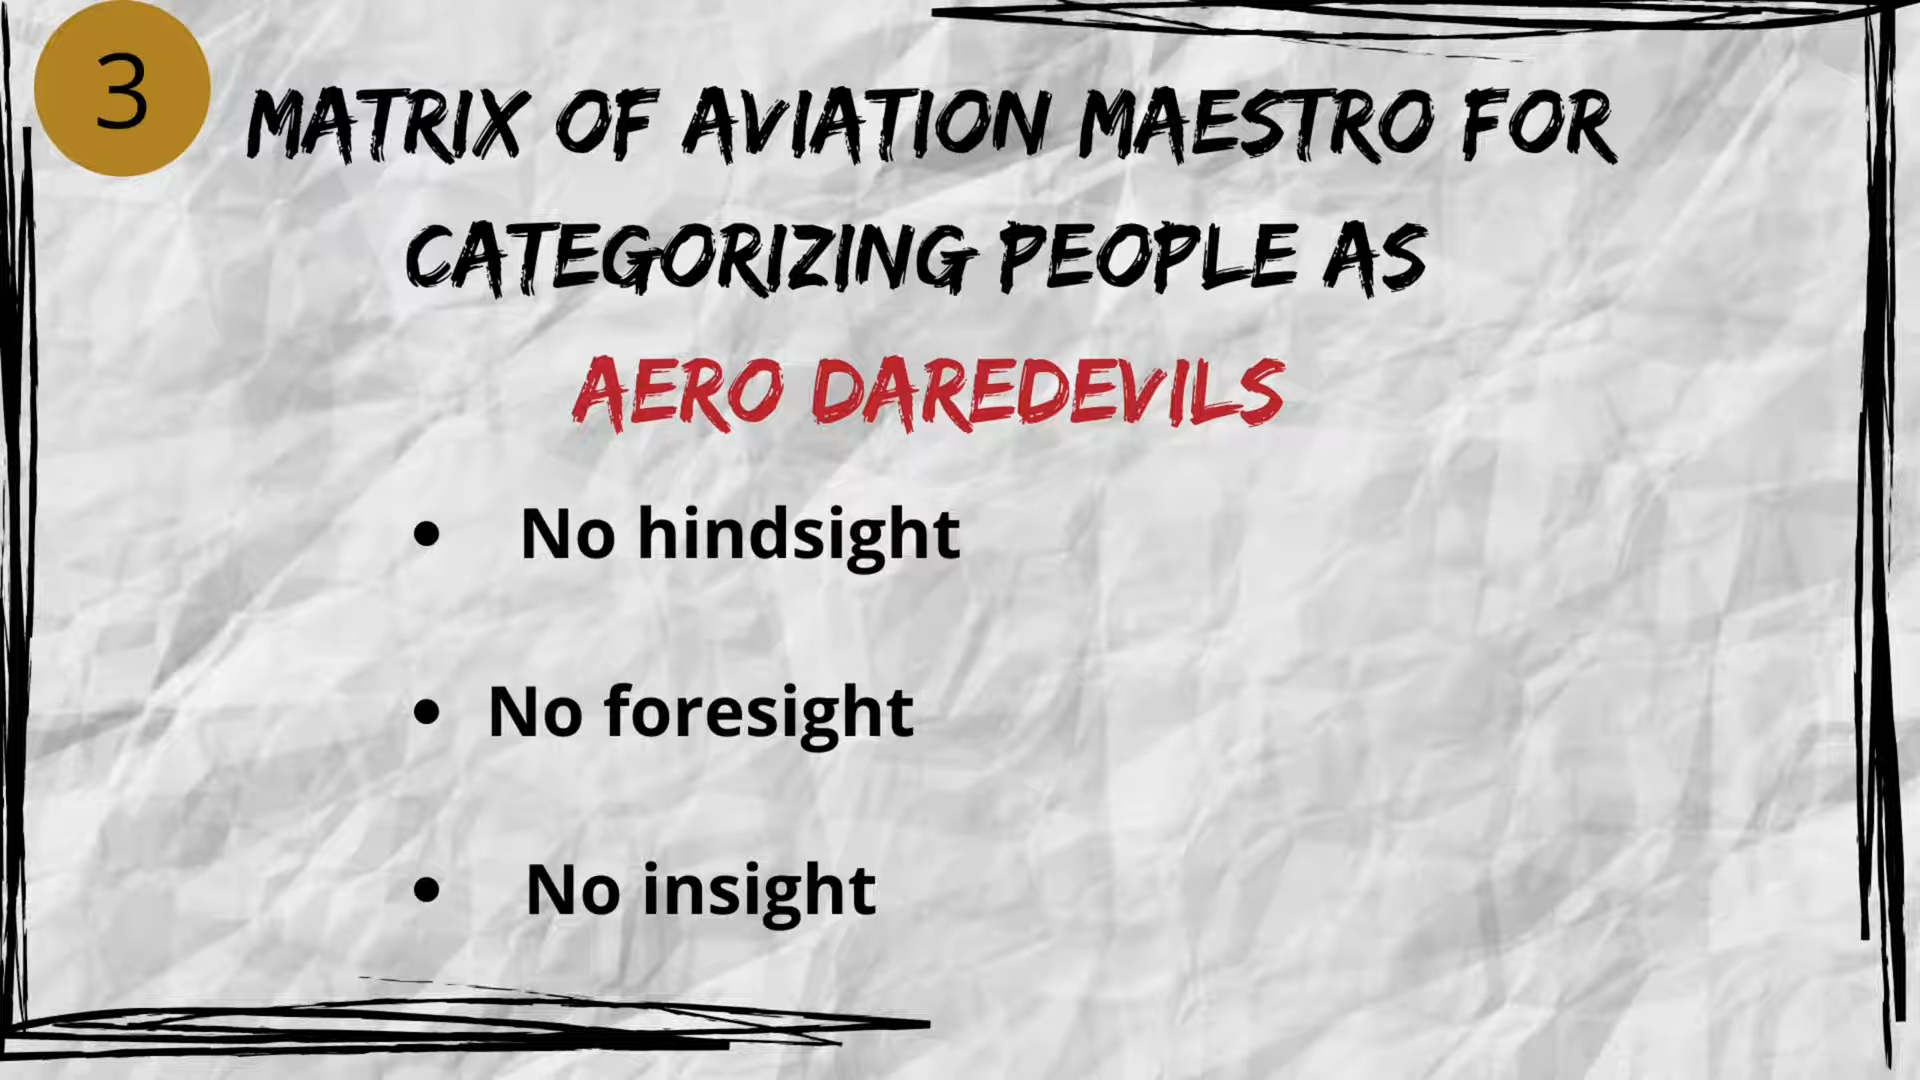 3
MATRIX OF AVIATION MAESTRO FOR
CATEGORIZING PEOPLE AS
AERO DAREDEVILS
• No hindsight
• No foresight
• No insight